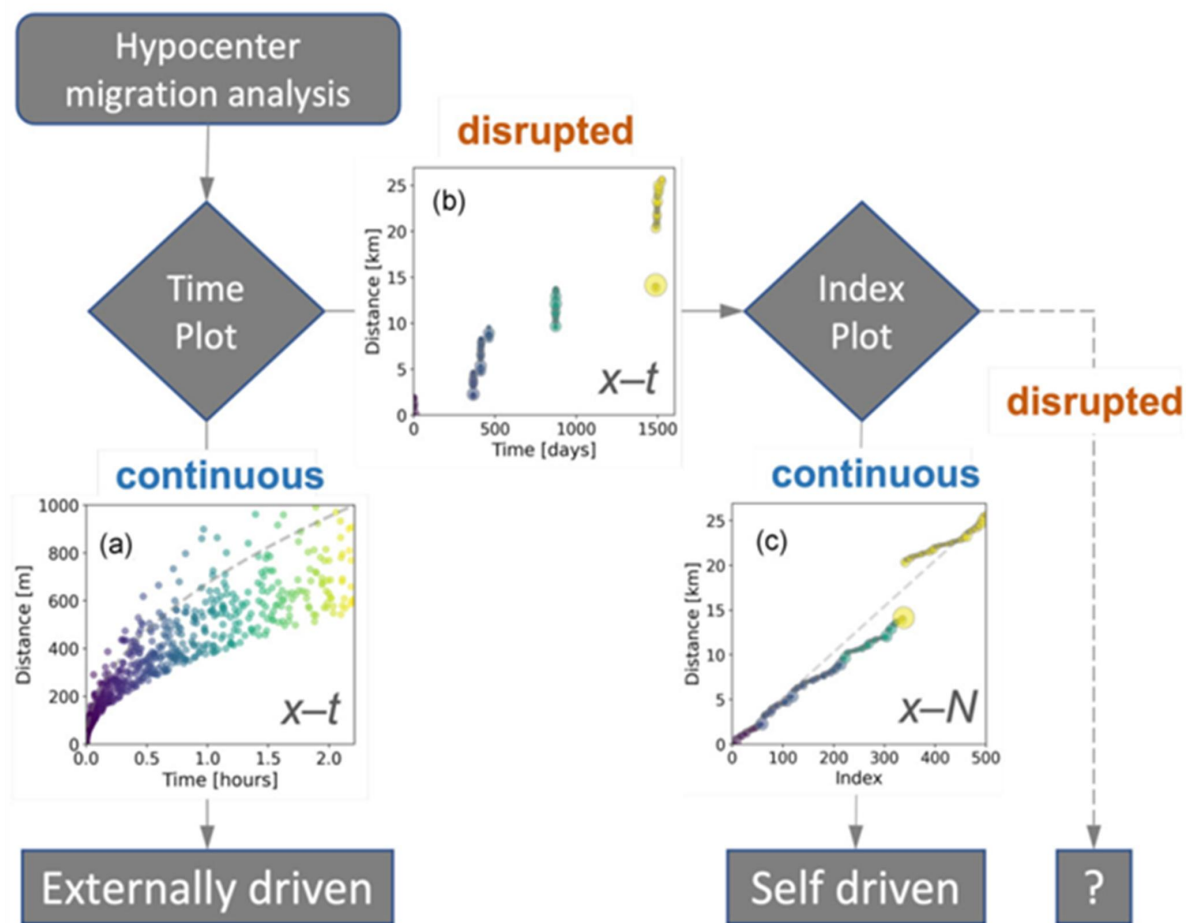 Hypocenter
migration analysis
disrupted
(b)
25
20
15
10
5
0
Distance [km]
x–t
0 500 1000 1500
Time [days]
Time
Plot
Index
Plot
disrupted
continuous
(a)
1000
800
600
400
200
0
Distance [m]
x–t
0.0 0.5 1.0 1.5 2.0
Time [hours]
continuous
(c)
25
20
15
10
5
0
Distance [km]
x–N
0 100 200 300 400 500
Index
Externally driven
Self driven
?